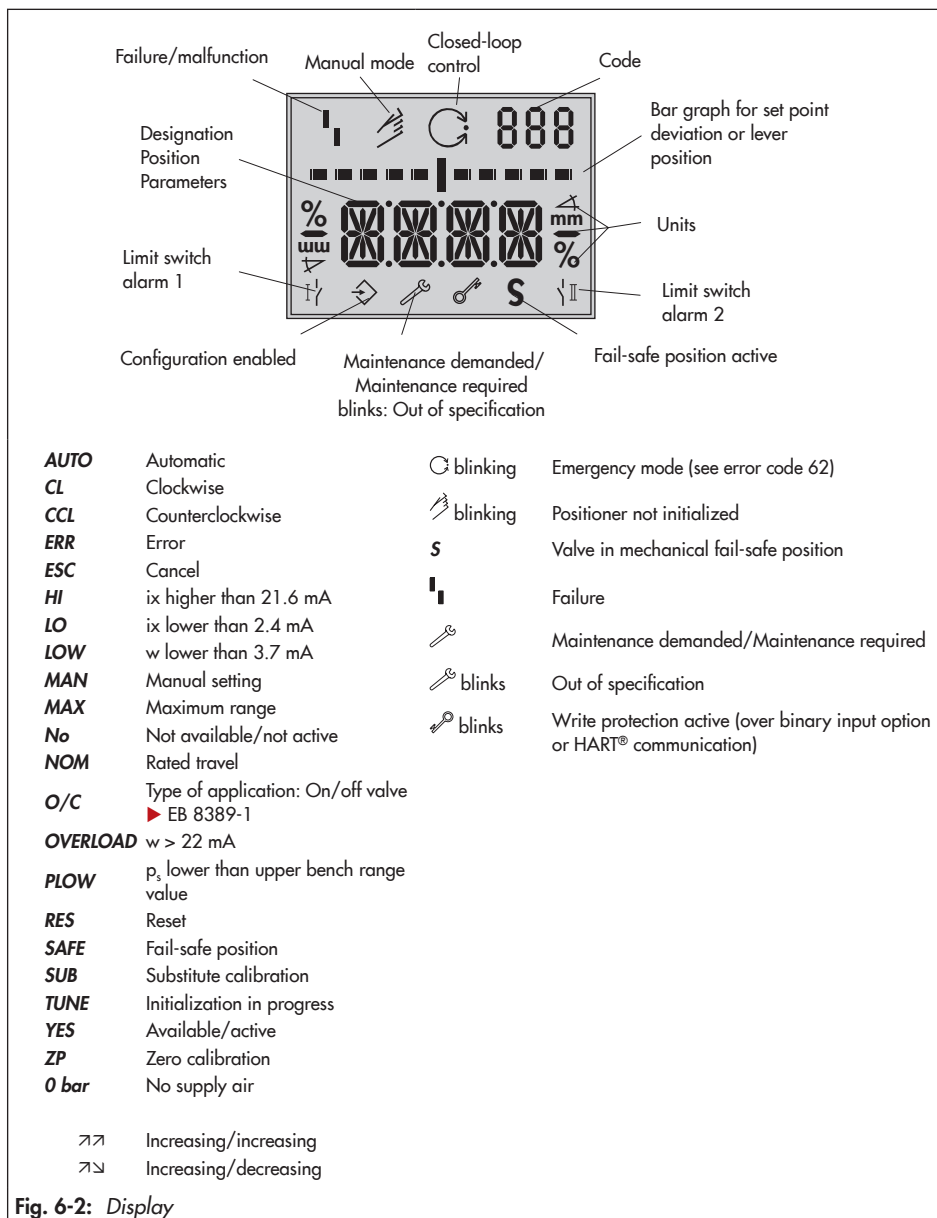 Failure/malfunction
Manual mode
Closed-loop
control
Code
888
Bar graph for set point
deviation or lever
position
Designation
Position
Parameters
%
mm
mm
%
Units
Limit switch
alarm 1
I
S
II
Limit switch
alarm 2
Configuration enabled
Maintenance demanded/
Maintenance required
blinks: Out of specification
Fail-safe position active
AUTO Automatic
CL Clockwise
CCL Counterclockwise
ERR Error
ESC Cancel
HI ix higher than 21.6 mA
LO ix lower than 2.4 mA
LOW w lower than 3.7 mA
MAN Manual setting
MAX Maximum range
No Not available/not active
NOM Rated travel
O/C Type of application: On/off valve
▶ EB 8389-1
OVERLOAD w > 22 mA
PLOW ps lower than upper bench range
value
RES Reset
SAFE Fail-safe position
SUB Substitute calibration
TUNE Initialization in progress
YES Available/active
ZP Zero calibration
0 bar No supply air
↗↗ Increasing/increasing
↗↘ Increasing/decreasing
blinking Emergency mode (see error code 62)
blinking Positioner not initialized
S Valve in mechanical fail-safe position
Failure
Maintenance demanded/Maintenance required
blinks Out of specification
blinks Write protection active (over binary input option
or HART® communication)
Fig. 6-2: Display